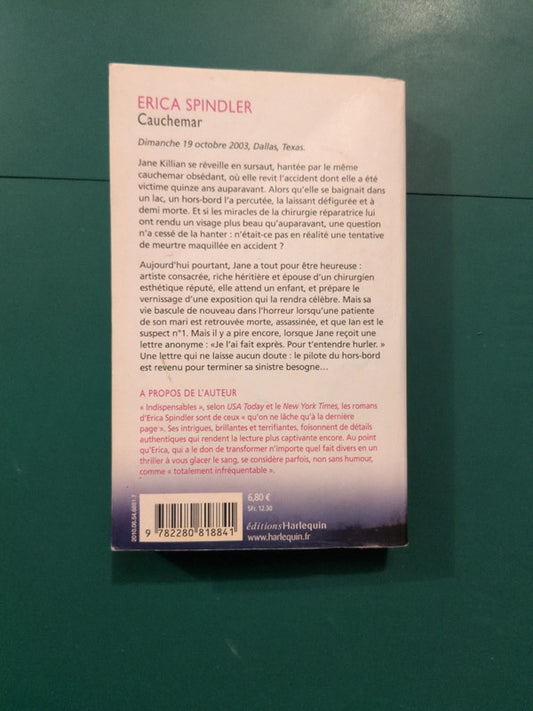 ERICA SPINDLER
Cauchemar
Dimanche 19 octobre 2003, Dallas, Texas.
Jane Killian se réveille en sursaut, hantée par le même
cauchemar obsédant, où elle revit l'accident dont elle a été
victime quinze ans auparavant. Alors qu'elle se baignait dans
un lac, un hors-bord l'a percutée, la laissant défigurée et à
demi morte. Et si les miracles de la chirurgie réparatrice lui
ont rendu un visage plus beau qu'auparavant, une question
n'a cessé de la hanter : n'était-ce pas en réalité une tentative
de meurtre maquillée en accident ?
Aujourd'hui pourtant, Jane a tout pour être heureuse :
artiste consacrée, riche héritière et épouse d'un chirurgien
esthétique réputé, elle attend un enfant, et prépare le
vernissage d'une exposition qui la rendra célèbre. Mais sa
vie bascule de nouveau dans l'horreur lorsqu'une patiente
de son mari est retrouvée morte, assassinée, et que Ian est le
suspect n°1. Mais il y a pire encore, lorsque Jane reçoit une
lettre anonyme : «Je l'ai fait exprès. Pour t'entendre hurler. »
Une lettre qui ne laisse aucun doute : le pilote du hors-bord
est revenu pour terminer sa sinistre besogne...
A PROPOS DE L'AUTEUR
« Indispensables », selon USA Today et le New York Times, les romans
d'Erica Spindler sont de ceux « qu'on ne lâche qu'à la dernière
page ». Ses intrigues, brillantes et terrifiantes, foisonnent de détails
authentiques qui rendent la lecture plus captivante encore. Au point
qu'Erica, qui a le don de transformer n'importe quel fait divers en un
thriller à vous glacer le sang, se considère parfois, non sans humour,
comme « totalement infréquentable ».
6,80 €
SFr. 12.30
éditionsHarlequin
www.harlequin.fr
9 782280 818841